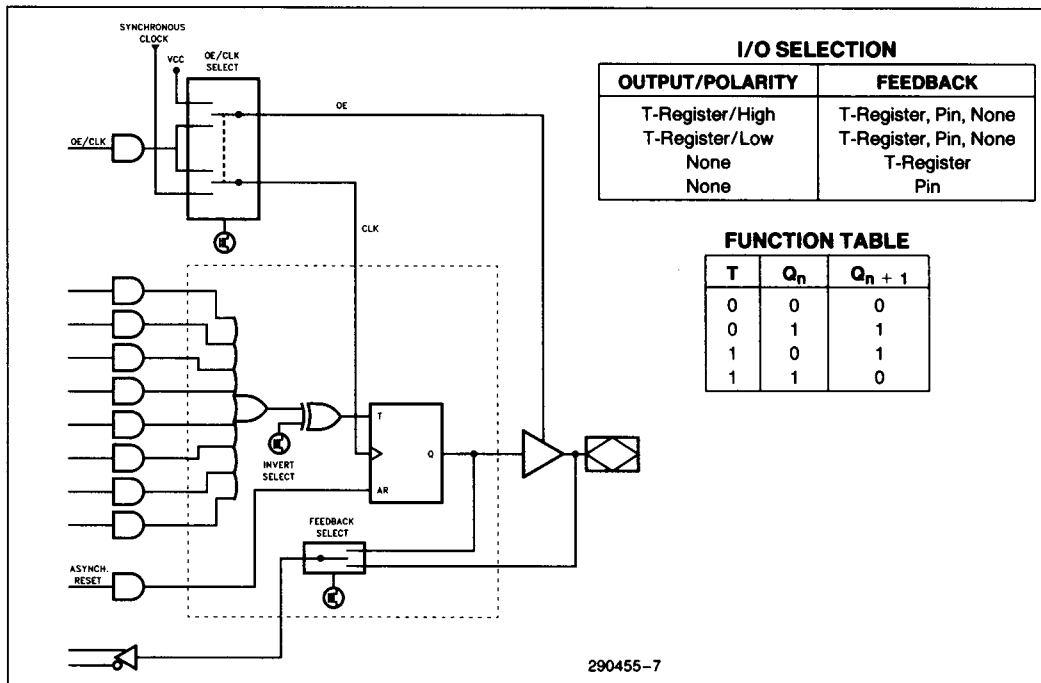 SYNCHRONOUS
CLOCK
VCC
OE/CLK
SELECT
OE
OE/CLK
CLK
T
Q
AR
INVERT
SELECT
FEEDBACK
SELECT
ASYNCH.
RESET
I/O SELECTION
OUTPUT/POLARITY FEEDBACK
T-Register/High T-Register, Pin, None
T-Register/Low T-Register, Pin, None
None T-Register
None Pin
FUNCTION TABLE
T Qn Qn + 1
0 0 0
0 1 1
1 0 1
1 1 0
290455-7